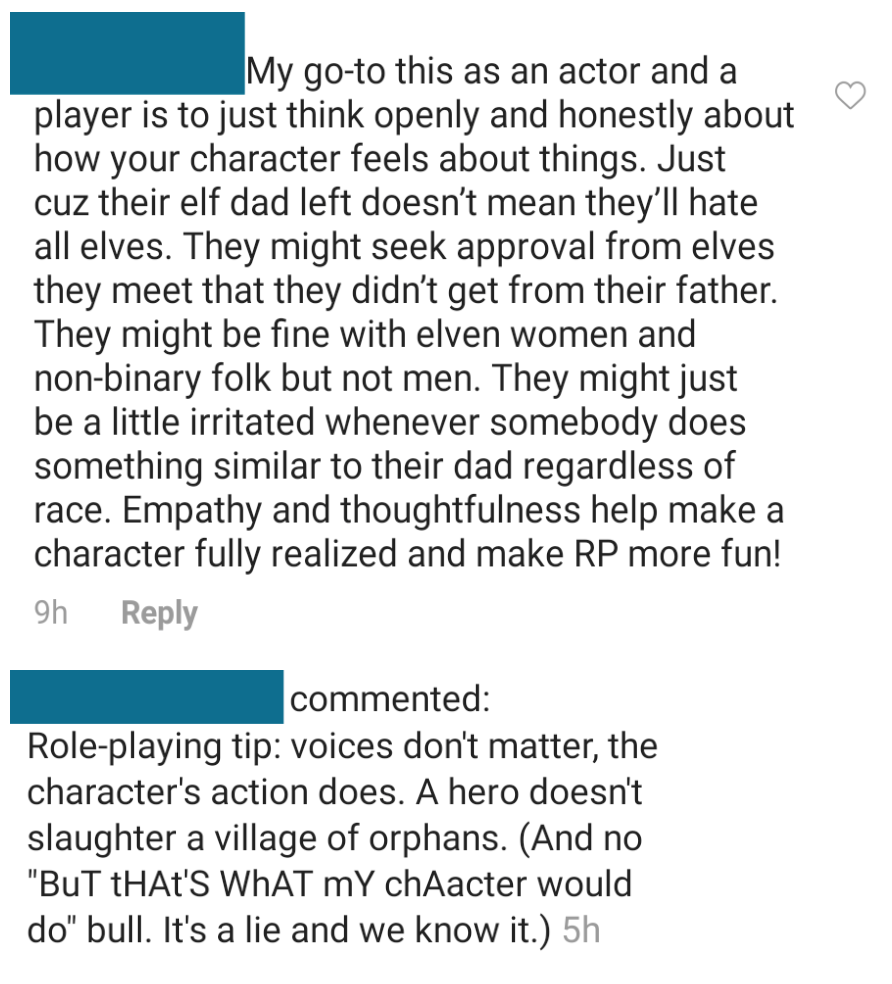 My go-to this as an actor and a
player is to just think openly and honestly about
how your character feels about things. Just
cuz their elf dad left doesn’t mean they’ll hate
all elves. They might seek approval from elves
they meet that they didn’t get from their father.
They might be fine with elven women and
non-binary folk but not men. They might just
be a little irritated whenever somebody does
something similar to their dad regardless of
race. Empathy and thoughtfulness help make a
character fully realized and make RP more fun!
9h Reply
commented:
Role-playing tip: voices don't matter, the
character's action does. A hero doesn't
slaughter a village of orphans. (And no
"BuT tHAt'S WhAT mY chAacter would
do" bull. It's a lie and we know it.) 5h